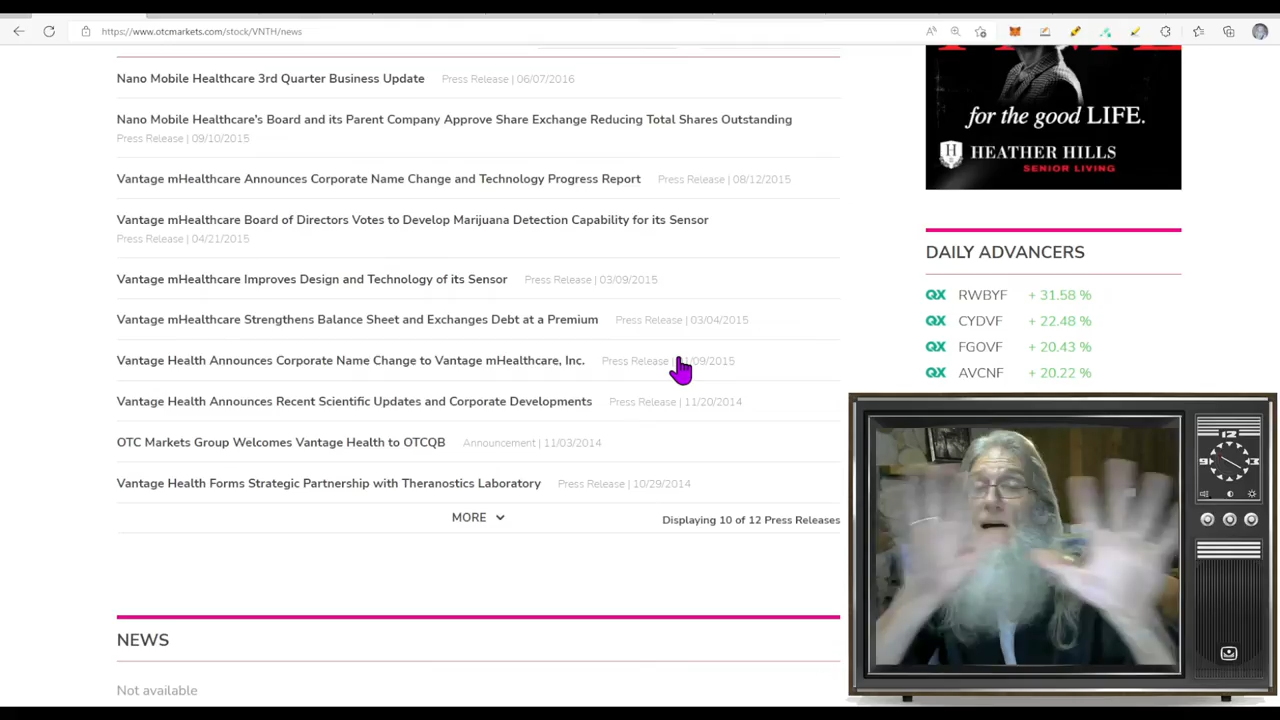 https://www.otcmarkets.com/stock/VNTH/news
Nano Mobile Healthcare 3rd Quarter Business Update Press Release | 06/07/2016
Nano Mobile Healthcare's Board and its Parent Company Approve Share Exchange Reducing Total Shares Outstanding
Press Release | 09/10/2015
Vantage mHealthcare Announces Corporate Name Change and Technology Progress Report Press Release | 08/12/2015
Vantage mHealthcare Board of Directors Votes to Develop Marijuana Detection Capability for its Sensor
Press Release | 04/21/2015
Vantage mHealthcare Improves Design and Technology of its Sensor Press Release | 03/09/2015
Vantage mHealthcare Strengthens Balance Sheet and Exchanges Debt at a Premium Press Release | 03/04/2015
Vantage Health Announces Corporate Name Change to Vantage mHealthcare, Inc. Press Release
Vantage Health Announces Recent Scientific Updates and Corporate Developments Press Release | 11/20/2014
OTC Markets Group Welcomes Vantage Health to OTCQB Announcement | 11/03/2014
Vantage Health Forms Strategic Partnership with Theranostics Laboratory Press Release | 10/29/2014
MORE
Displaying 10 of 12 Press Releases
NEWS
Not available
for the good LIFE.
H HEATHER HILLS
SENIOR LIVING
DAILY ADVANCERS
QX RWBYF + 31.58 %
QX CYDVF + 22.48 %
QX FGOVF + 20.43 %
QX AVCNF + 20.22 %
12
9 3